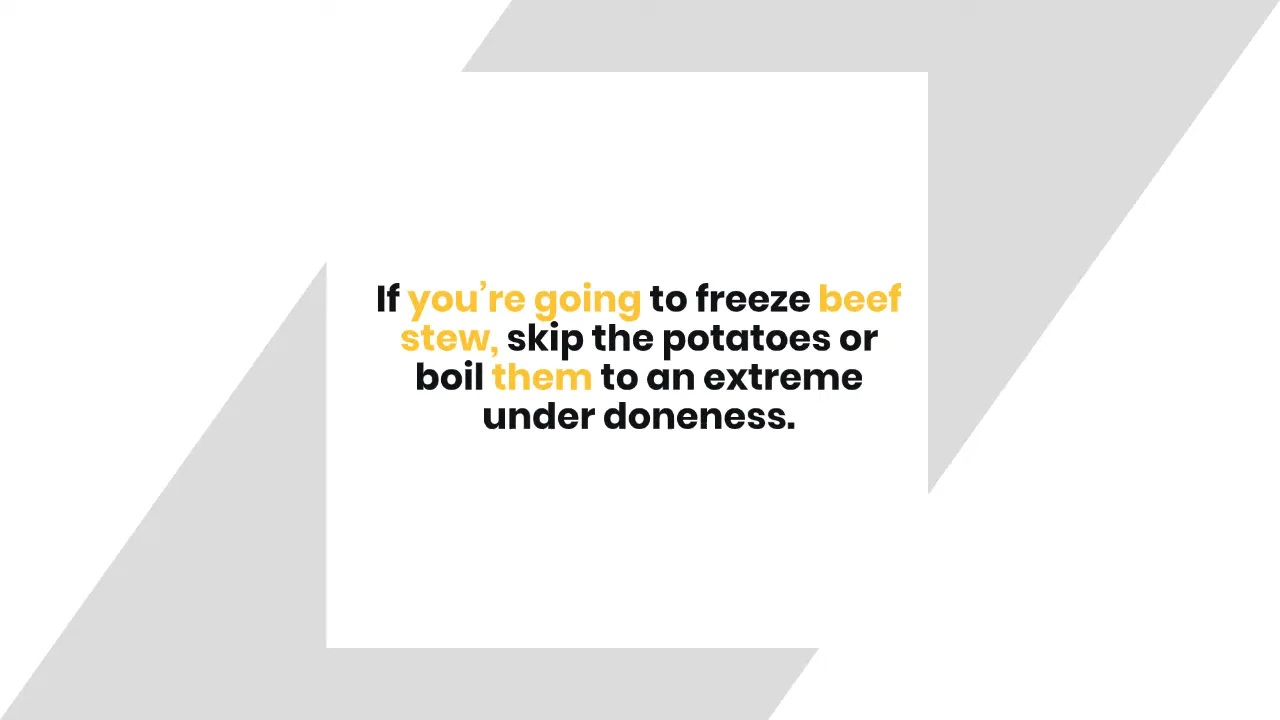 If you’re going to freeze beef
stew, skip the potatoes or
boil them to an extreme
under doneness.